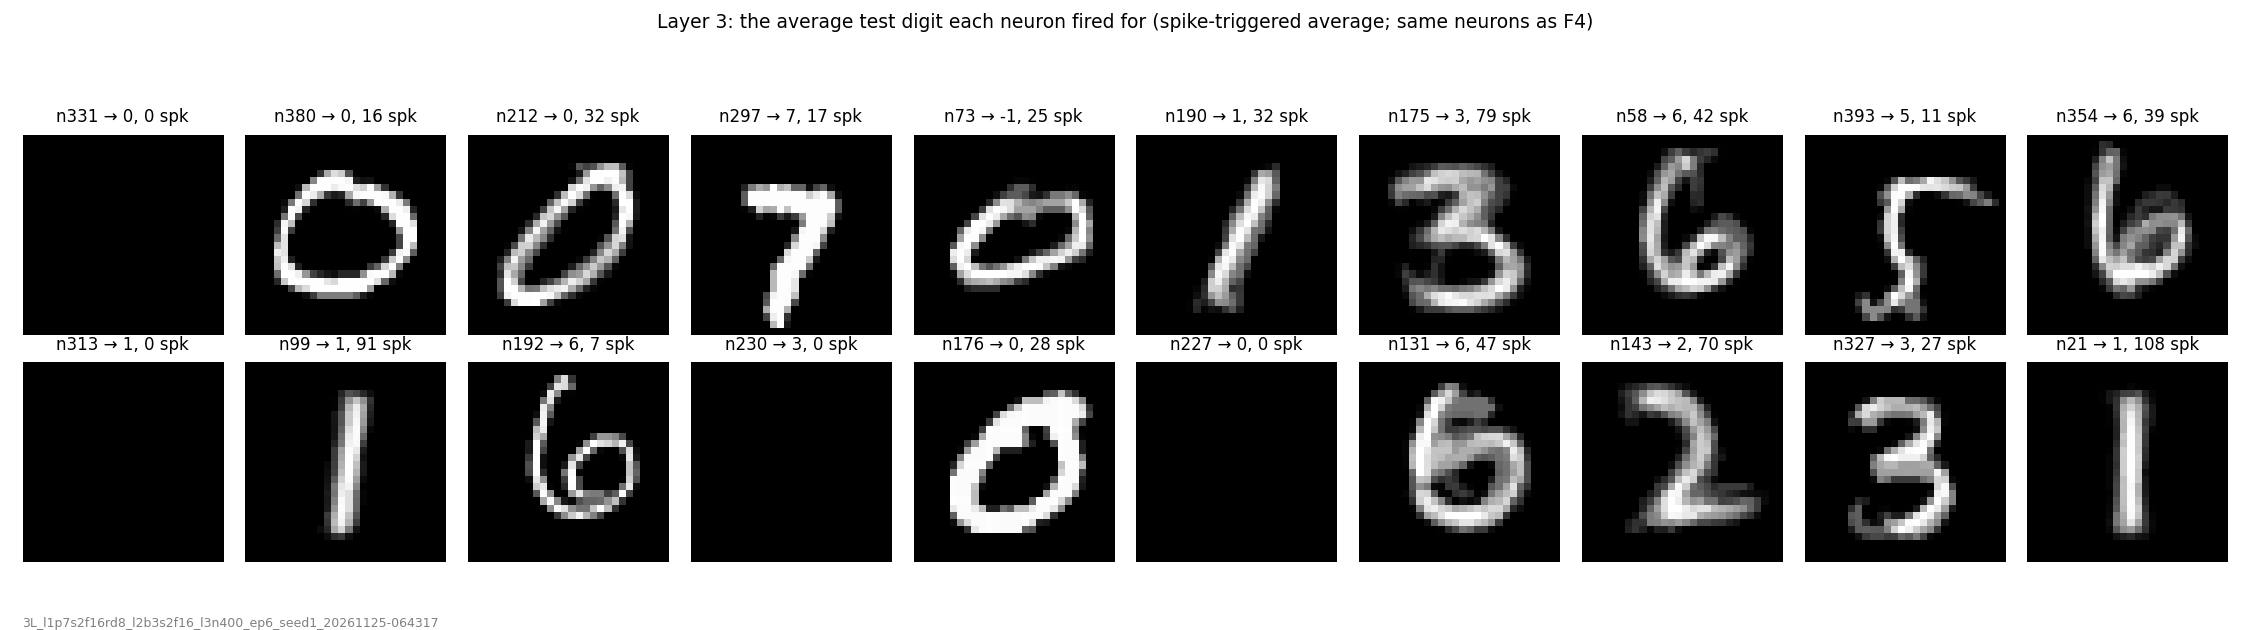 Layer 3: the average test digit each neuron fired for (spike-triggered average; same neurons as F4)
n331 → 0, 0 spk
n380 → 0, 16 spk
n212 → 0, 32 spk
n297 → 7, 17 spk
n73 → -1, 25 spk
n190 → 1, 32 spk
n175 → 3, 79 spk
n58 → 6, 42 spk
n393 → 5, 11 spk
n354 → 6, 39 spk
n313 → 1, 0 spk
n99 → 1, 91 spk
n192 → 6, 7 spk
n230 → 3, 0 spk
n176 → 0, 28 spk
n227 → 0, 0 spk
n131 → 6, 47 spk
n143 → 2, 70 spk
n327 → 3, 27 spk
n21 → 1, 108 spk
3L_l1p7s2f16rd8_l2b3s2f16_l3n400_ep6_seed1_20261125-064317